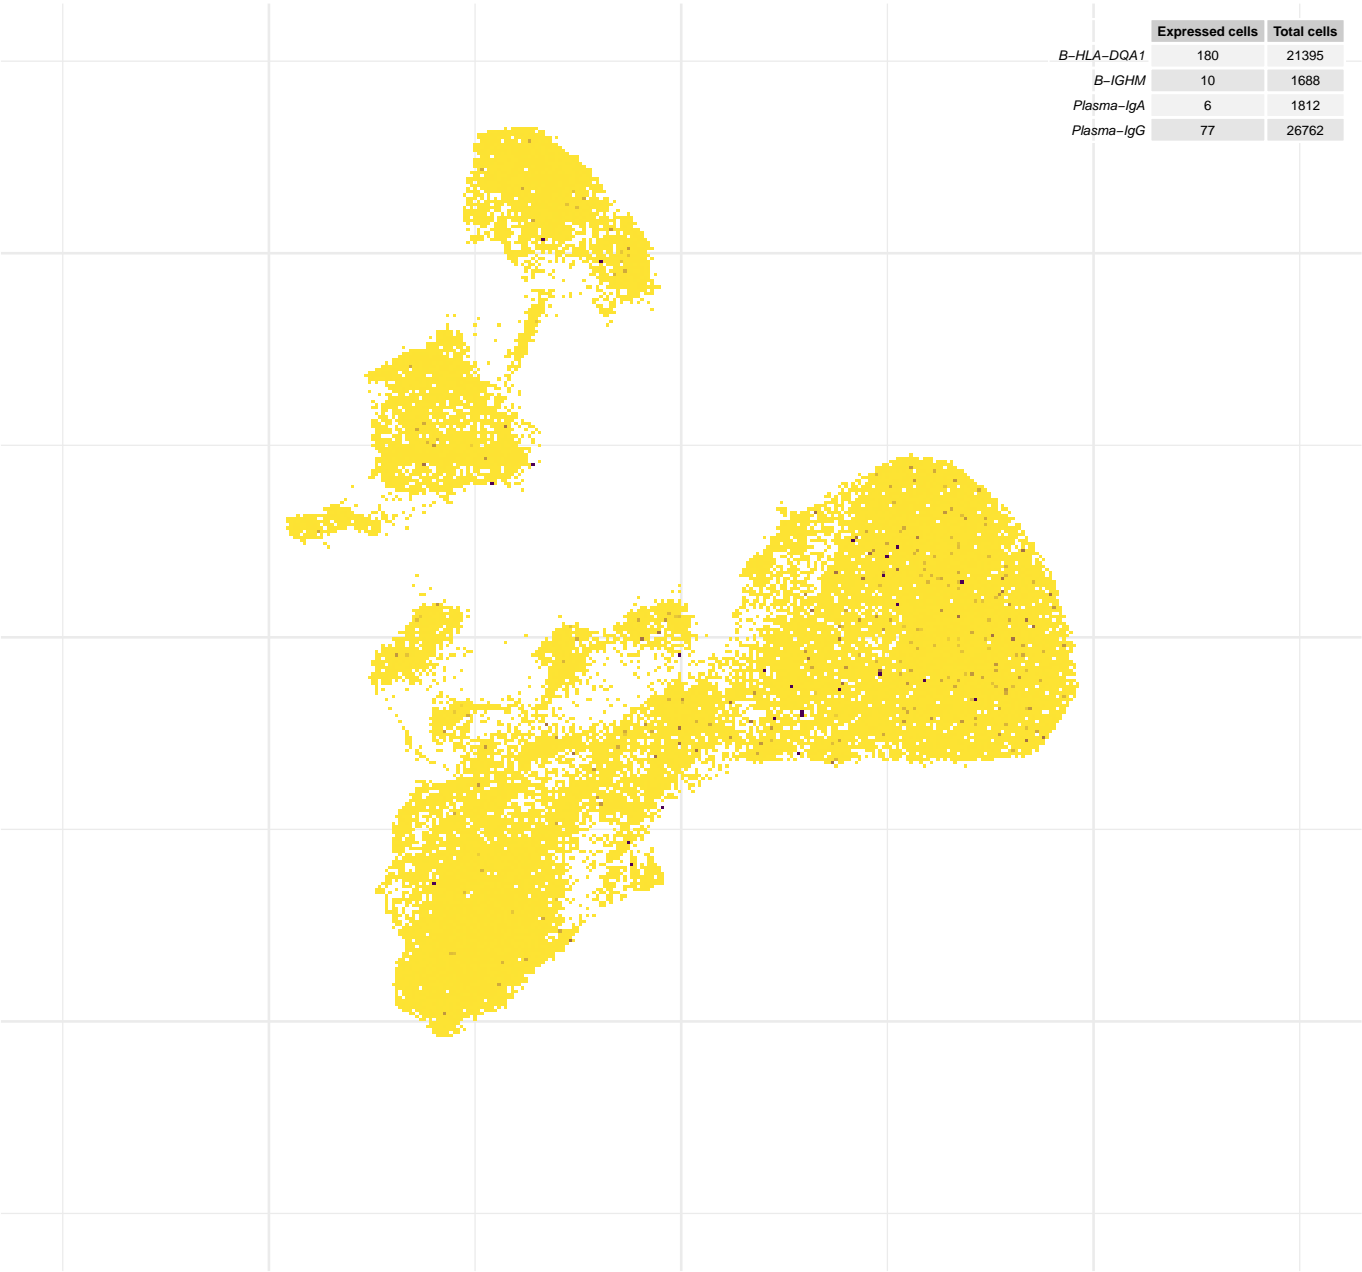 Expressed cells Total cells
B−HLA−DQA1 180 21395
B−IGHM 10 1688
Plasma−IgA 6 1812
Plasma−IgG 77 26762